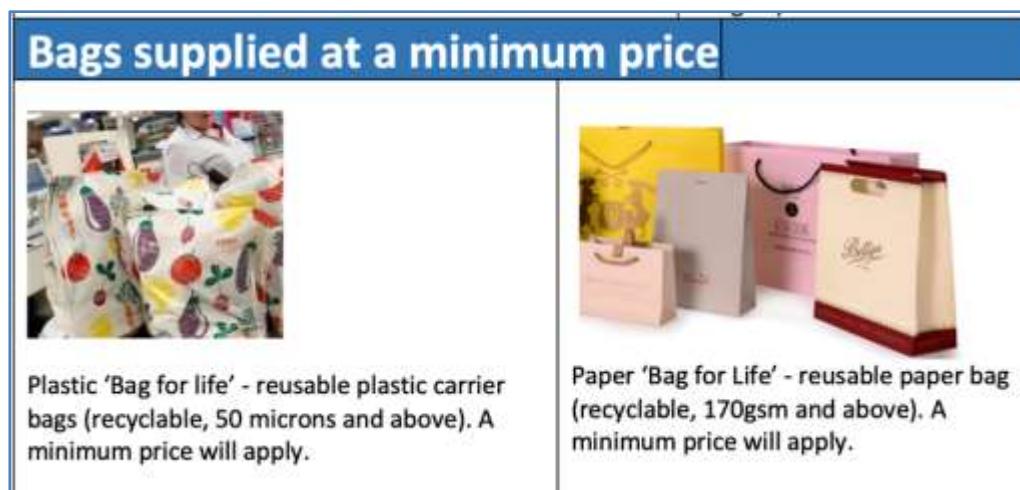 Bags supplied at a minimum price
Plastic ‘Bag for life’ - reusable plastic carrier
bags (recyclable, 50 microns and above). A
minimum price will apply.
Bettys
Paper ‘Bag for Life’ - reusable paper bag
(recyclable, 170gsm and above). A
minimum price will apply.